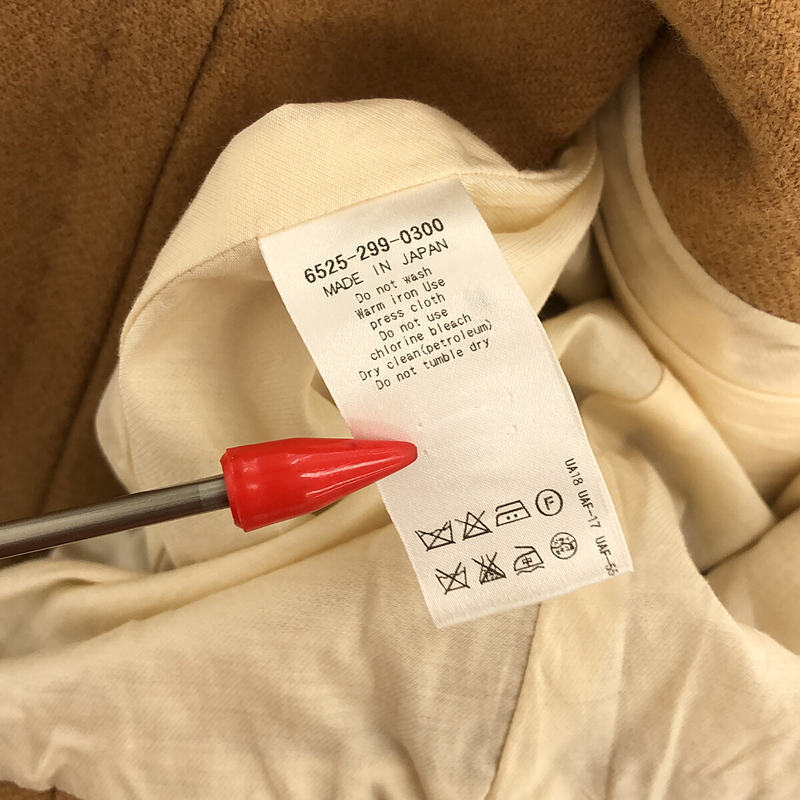 6525-299-0300
MADE IN JAPAN
Do not wash
Warm iron Use
press cloth
Do not use
chlorine bleach
Dry clean(petroleum)
Do not tumble dry
F
UA18 UAF-17 UAF-55